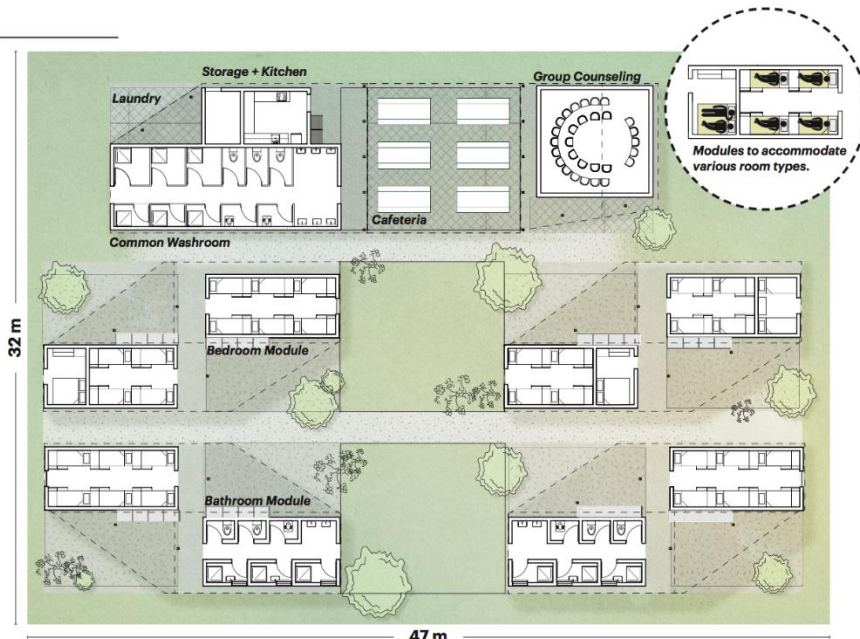 Storage + Kitchen
Laundry
Group Counseling
Modules to accommodate
various room types.
Cafeteria
Common Washroom
32 m
Bedroom Module
Bathroom Module
47 m